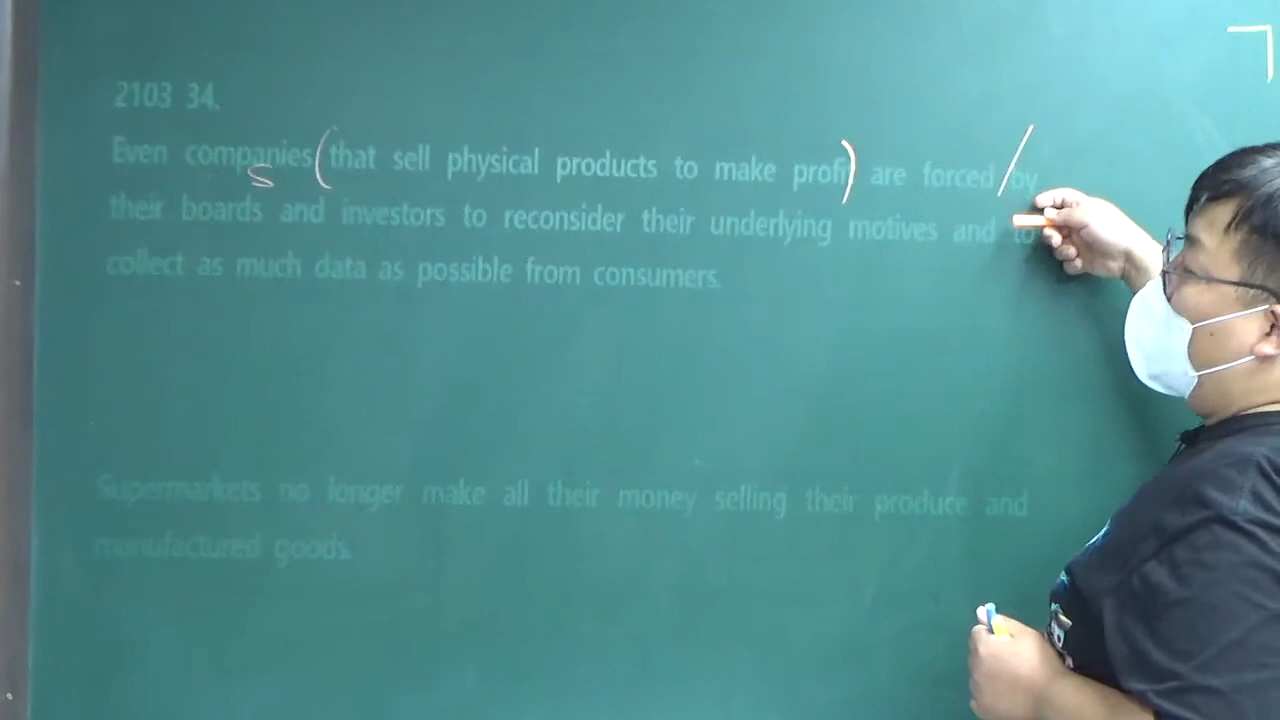 2103 34.
Even companies (that sell physical products to make profit) are forced / by
S
their boards and investors to reconsider their underlying motives and to
collect as much data as possible from consumers.
Supermarkets no longer make all their money selling their produce and
manufactured goods.